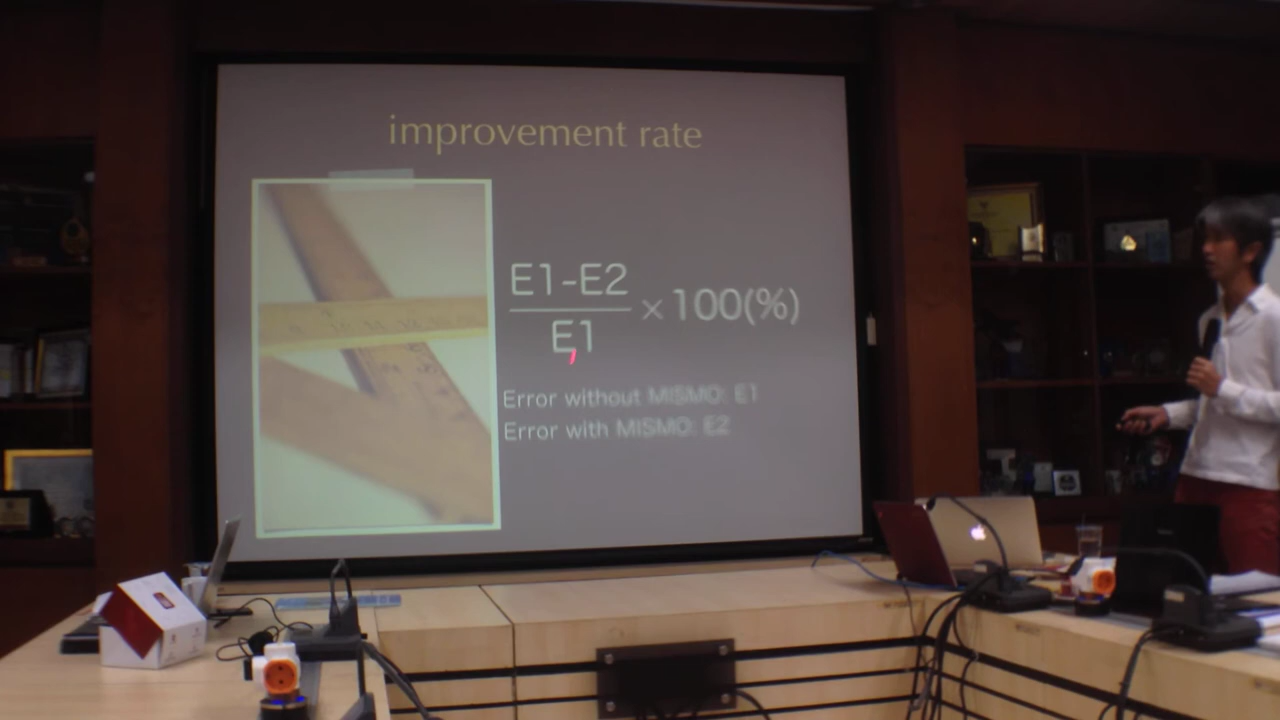 improvement rate
E1-E2
E1
×100(%)
Error without MISMO: E1
Error with MISMO: E2